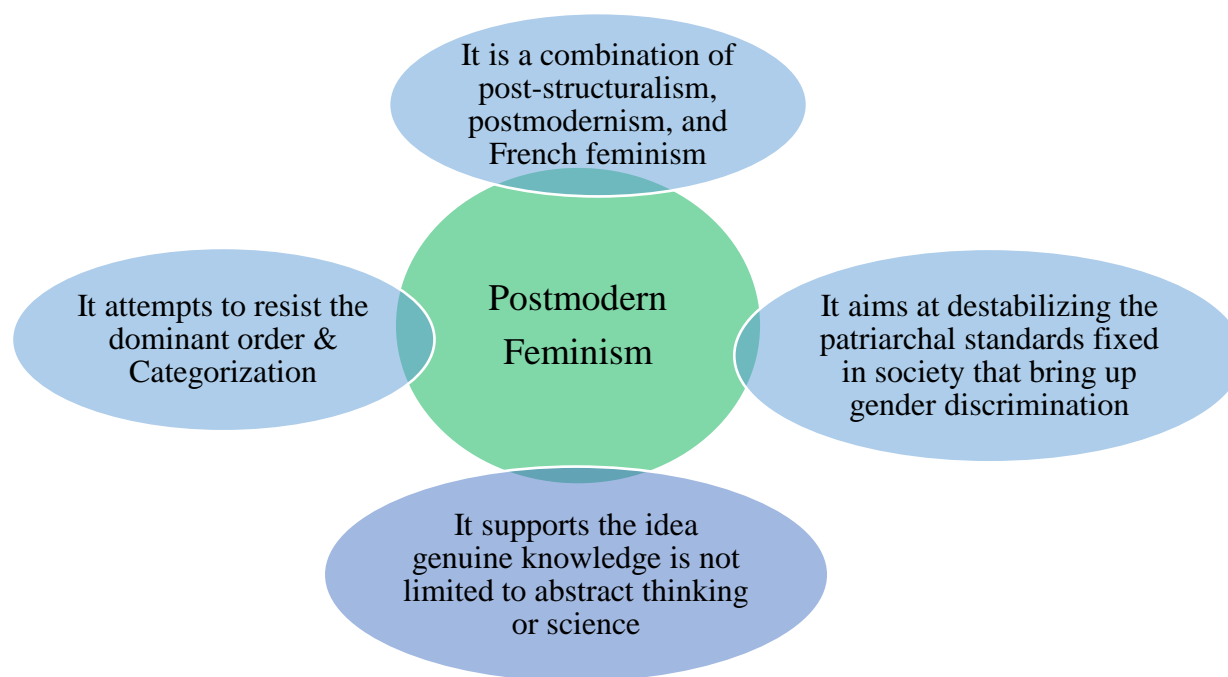 It is a combination of
post-structuralism,
postmodernism, and
French feminism
It attempts to resist the
dominant order &
Categorization
Postmodern
Feminism
It aims at destabilizing the
patriarchal standards fixed
in society that bring up
gender discrimination
It supports the idea
genuine knowledge is not
limited to abstract thinking
or science